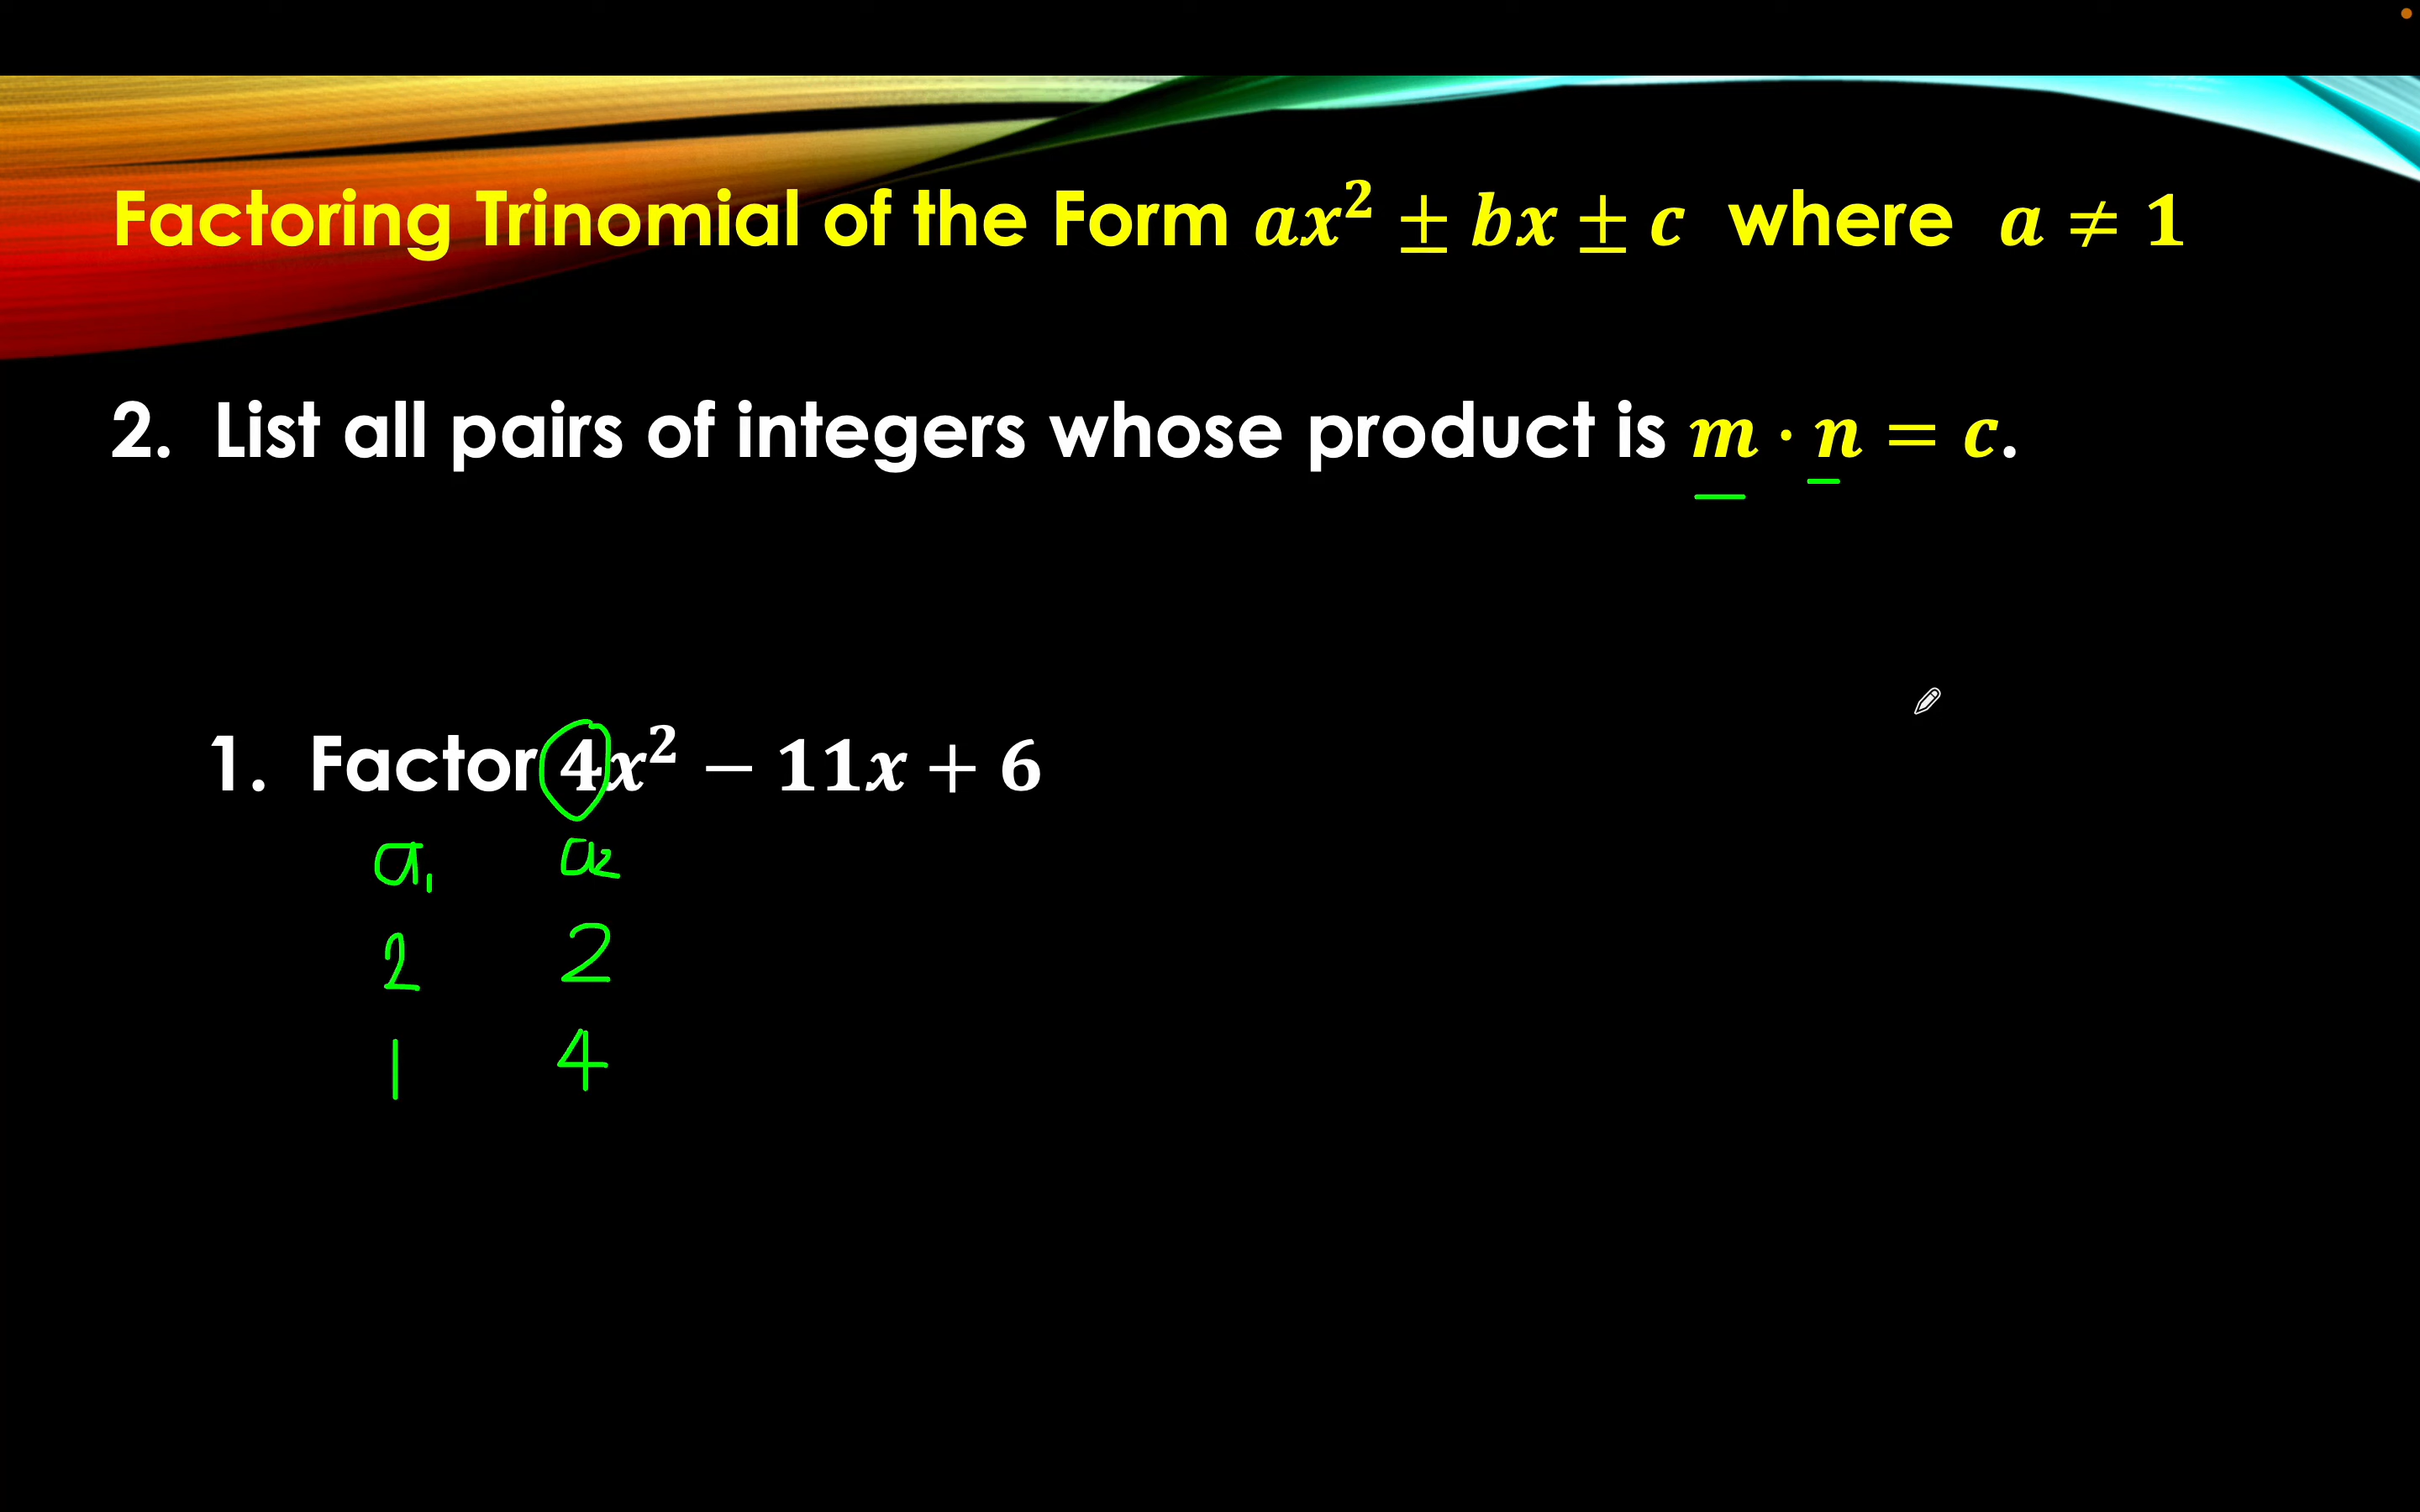 Factoring Trinomial of the Form ax² ± bx ± c where a ≠ 1
2. List all pairs of integers whose product is m · n = c.
1. Factor 4x² − 11x + 6
a₁ a₂
2 2
1 4